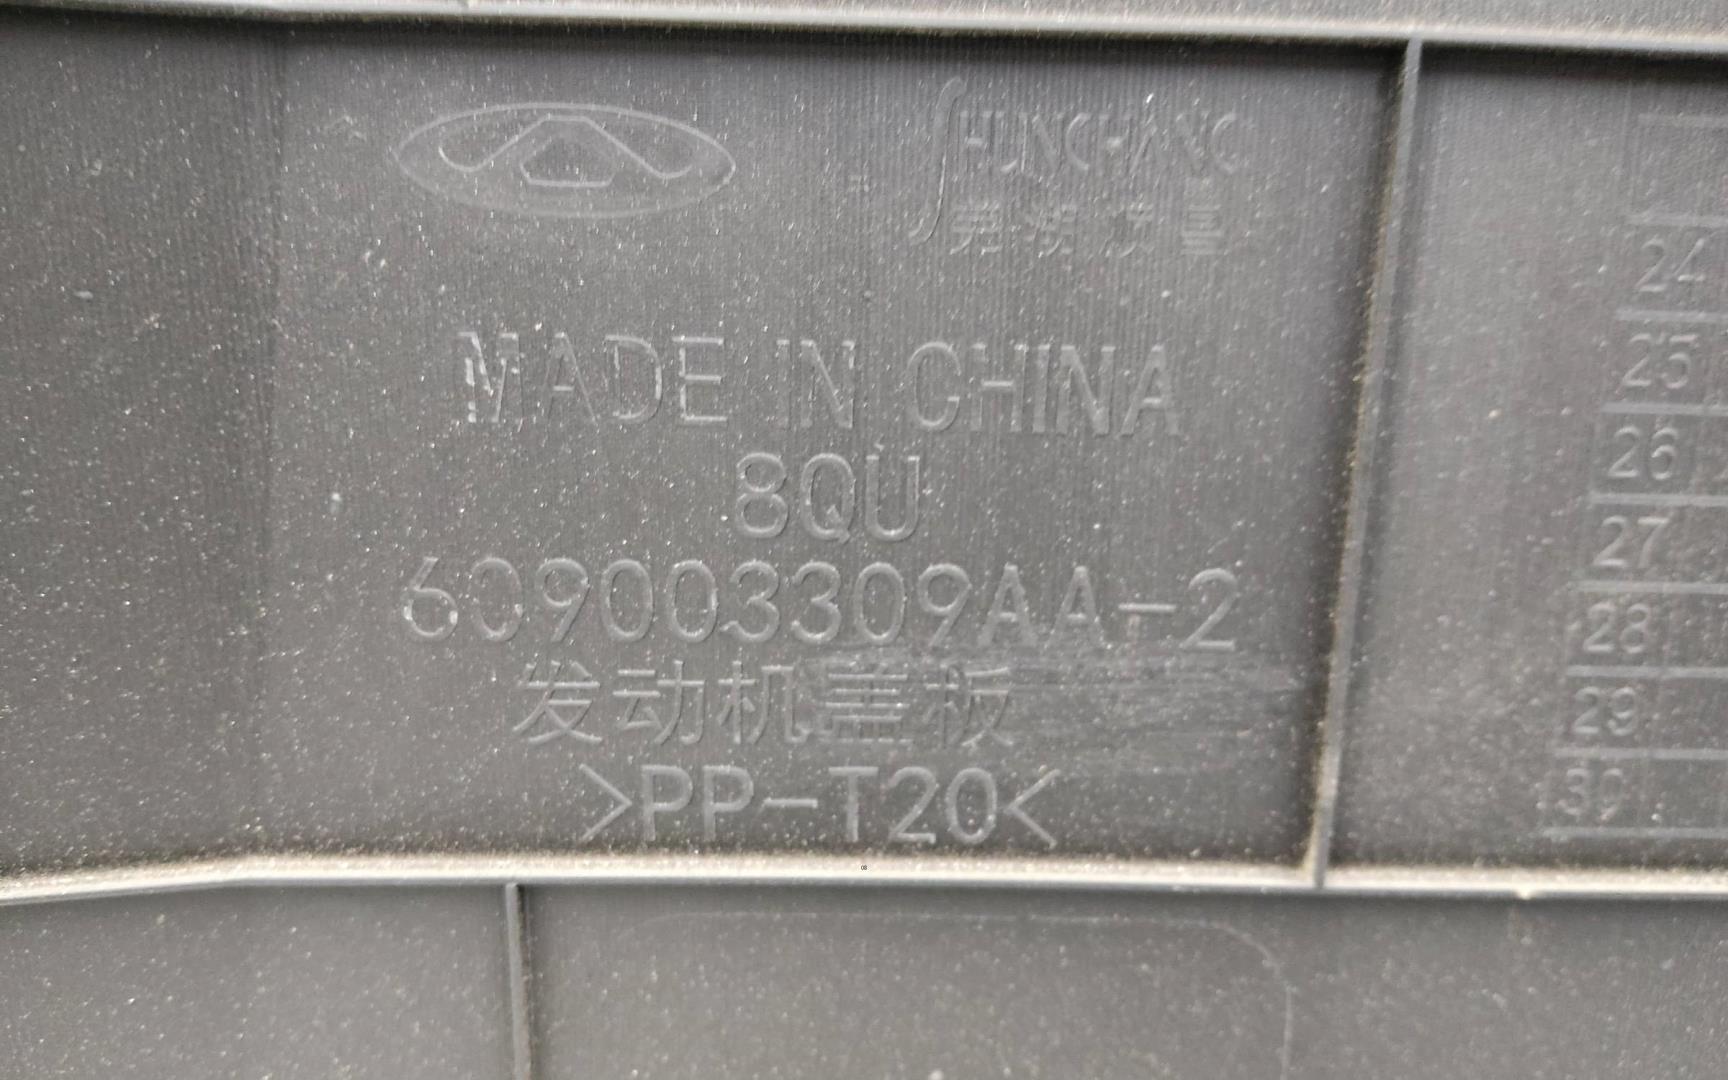 SHUNCHANG
MADE IN CHINA
8QU
609003309AA-2
发动机盖板
>PP-T20<
24
25
26
27
28
29
30